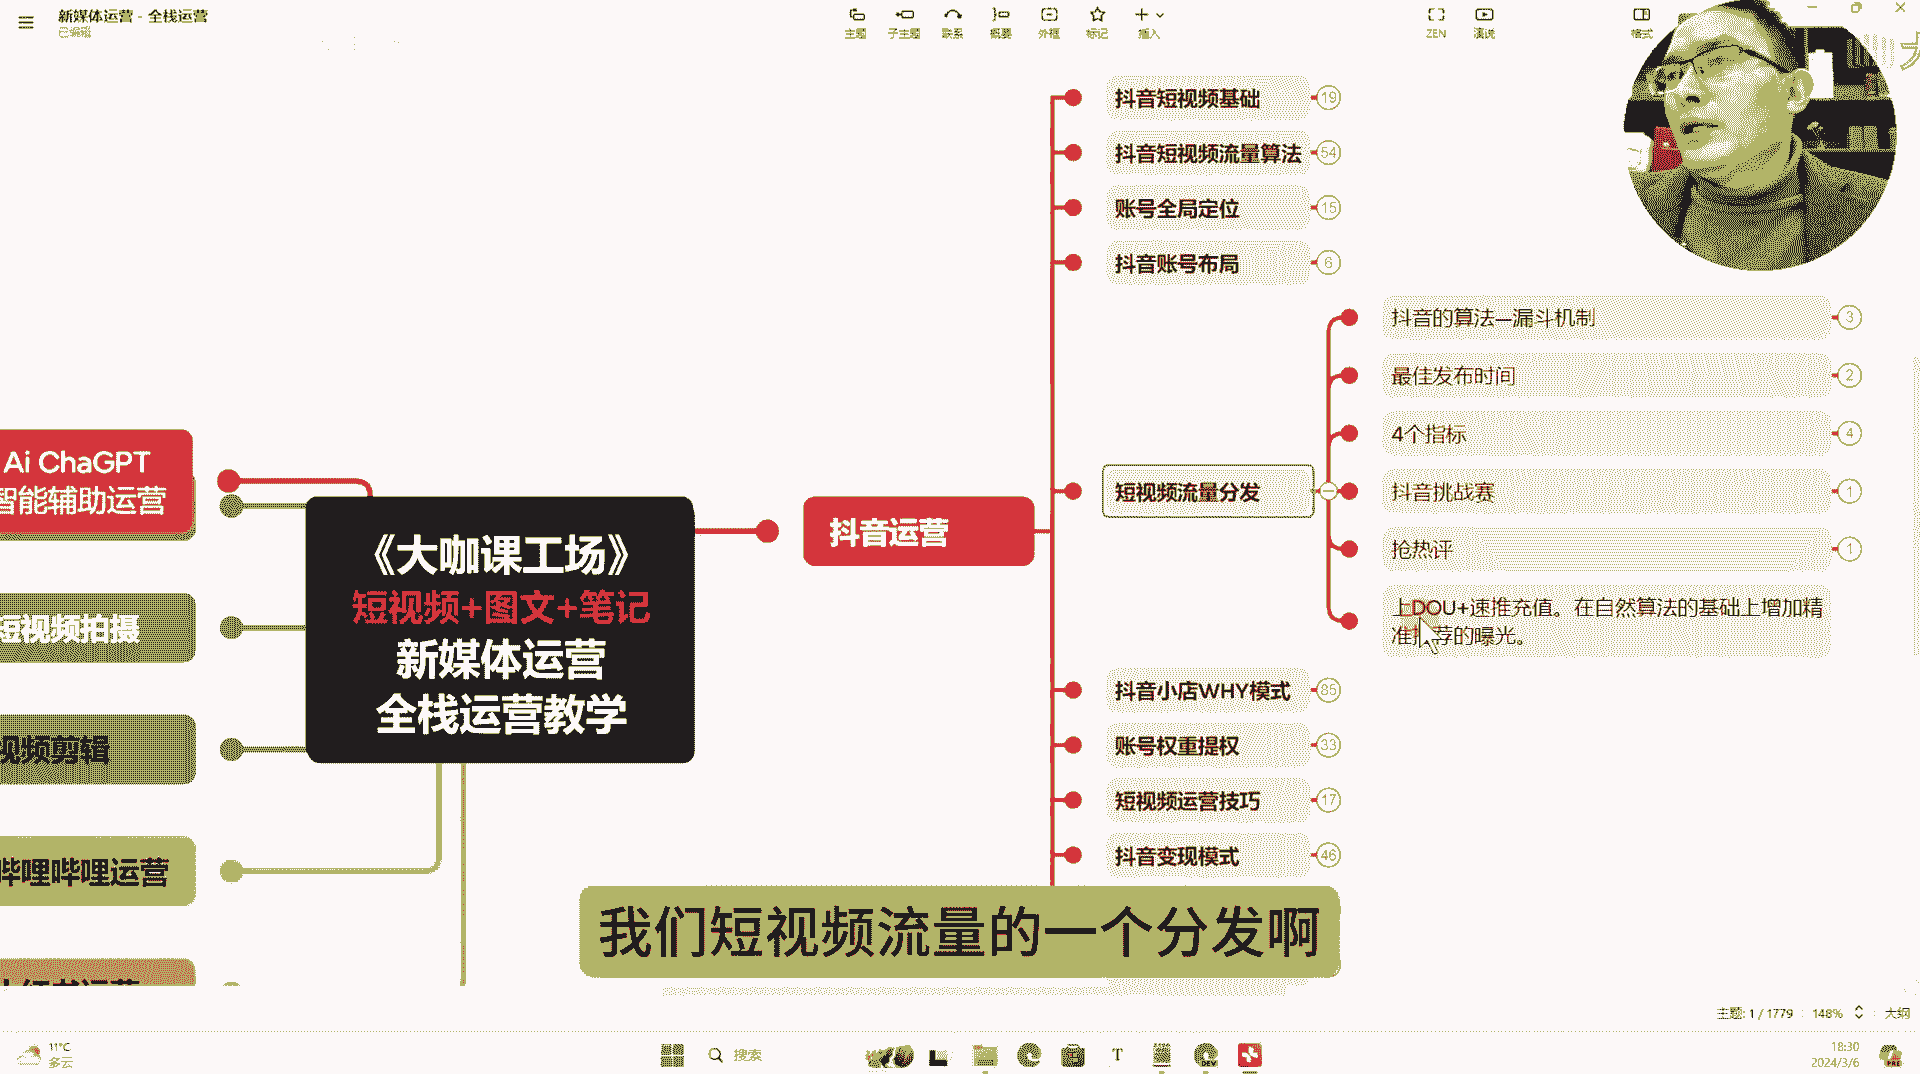 新媒体运营 - 全栈运营
已编辑
主题
子主题
联系
概要
外框
标记
插入
ZEN
演说
格式
抖音短视频基础
19
抖音短视频流量算法
54
账号全局定位
15
抖音账号布局
6
抖音的算法—漏斗机制
3
最佳发布时间
2
4个指标
4
短视频流量分发
抖音挑战赛
1
抢热评
1
上DOU+速推充值。在自然算法的基础上增加精
准推荐的曝光。
Ai ChaGPT
智能辅助运营
《大咖课工场》
短视频+图文+笔记
新媒体运营
全栈运营教学
抖音运营
短视频拍摄
视频剪辑
哔哩哔哩运营
抖音小店WHY模式
85
账号权重提权
33
短视频运营技巧
17
抖音变现模式
46
我们短视频流量的一个分发啊
主题: 1 / 1779
148%
大纲
11°C
多云
搜索
18:30
2024/3/6